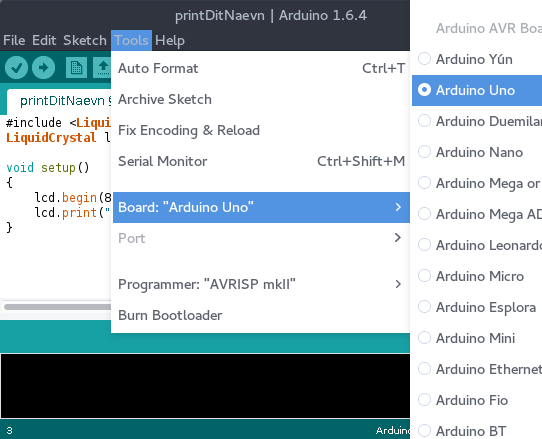 printDitNaevn | Arduino 1.6.4
File Edit Sketch Tools Help
printDitNaevn
#include <Liqui
LiquidCrystal l
void setup()
{
lcd.begin(8
lcd.print("
}
Auto Format Ctrl+T
Archive Sketch
Fix Encoding & Reload
Serial Monitor Ctrl+Shift+M
Board: "Arduino Uno"
Port
Programmer: "AVRISP mkII"
Burn Bootloader
Arduino AVR Boa
Arduino Yún
Arduino Uno
Arduino Duemilan
Arduino Nano
Arduino Mega or
Arduino Mega AD
Arduino Leonardo
Arduino Micro
Arduino Esplora
Arduino Mini
Arduino Ethernet
Arduino Fio
Arduino BT
3
Arduino